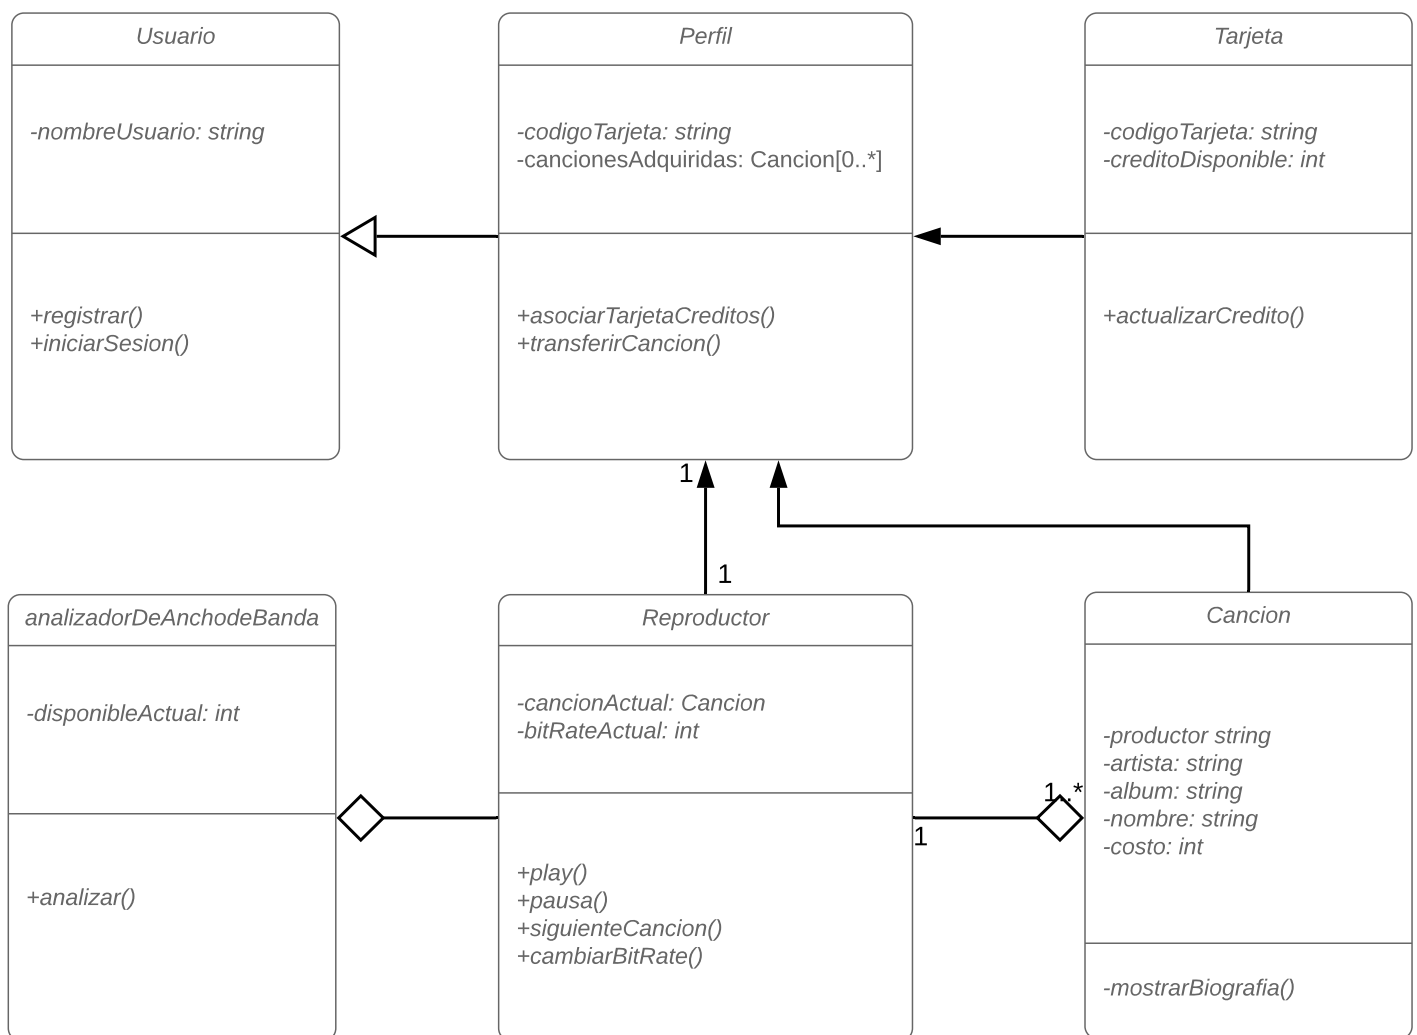 Usuario
-nombreUsuario: string
+registrar()
+iniciarSesion()
Perfil
-codigoTarjeta: string
-cancionesAdquiridas: Cancion[0..*]
+asociarTarjetaCreditos()
+transferirCancion()
Tarjeta
-codigoTarjeta: string
-creditoDisponible: int
+actualizarCredito()
1
1
analizadorDeAnchodeBanda
-disponibleActual: int
+analizar()
Reproductor
-cancionActual: Cancion
-bitRateActual: int
+play()
+pausa()
+siguienteCancion()
+cambiarBitRate()
1..*
1
Cancion
-productor string
-artista: string
-album: string
-nombre: string
-costo: int
-mostrarBiografia()